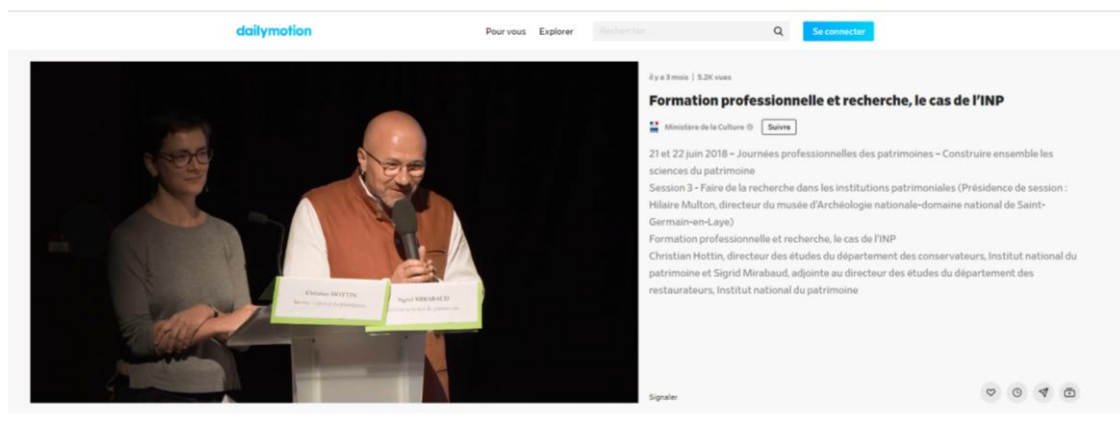 dailymotion
Pour vous Explorer Rechercher Se connecter
il y a 3 mois | 5.2K vues
Formation professionnelle et recherche, le cas de l'INP
Ministère de la Culture Suivre
21 et 22 juin 2018 – Journées professionnelles des patrimoines – Construire ensemble les
sciences du patrimoine
Session 3 - Faire de la recherche dans les institutions patrimoniales (Présidence de session :
Hilaire Multon, directeur du musée d'Archéologie nationale-domaine national de Saint-
Germain-en-Laye)
Formation professionnelle et recherche, le cas de l'INP
Christian Hottin, directeur des études du département des conservateurs, Institut national du
patrimoine et Sigrid Mirabaud, adjointe au directeur des études du département des
restaurateurs, Institut national du patrimoine
Christian HOTTIN
Sigrid MIRABAUD
Signaler